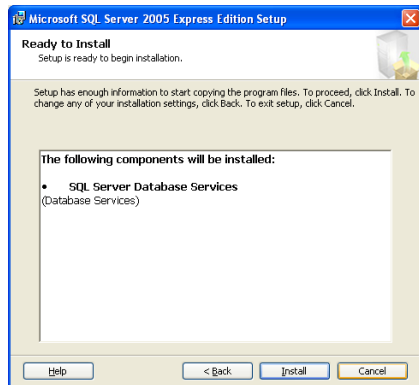 Microsoft SQL Server 2005 Express Edition Setup
Ready to Install
Setup is ready to begin installation.
Setup has enough information to start copying the program files. To proceed, click Install. To
change any of your installation settings, click Back. To exit setup, click Cancel.
The following components will be installed:
• SQL Server Database Services
(Database Services)
Help
< Back
Install
Cancel